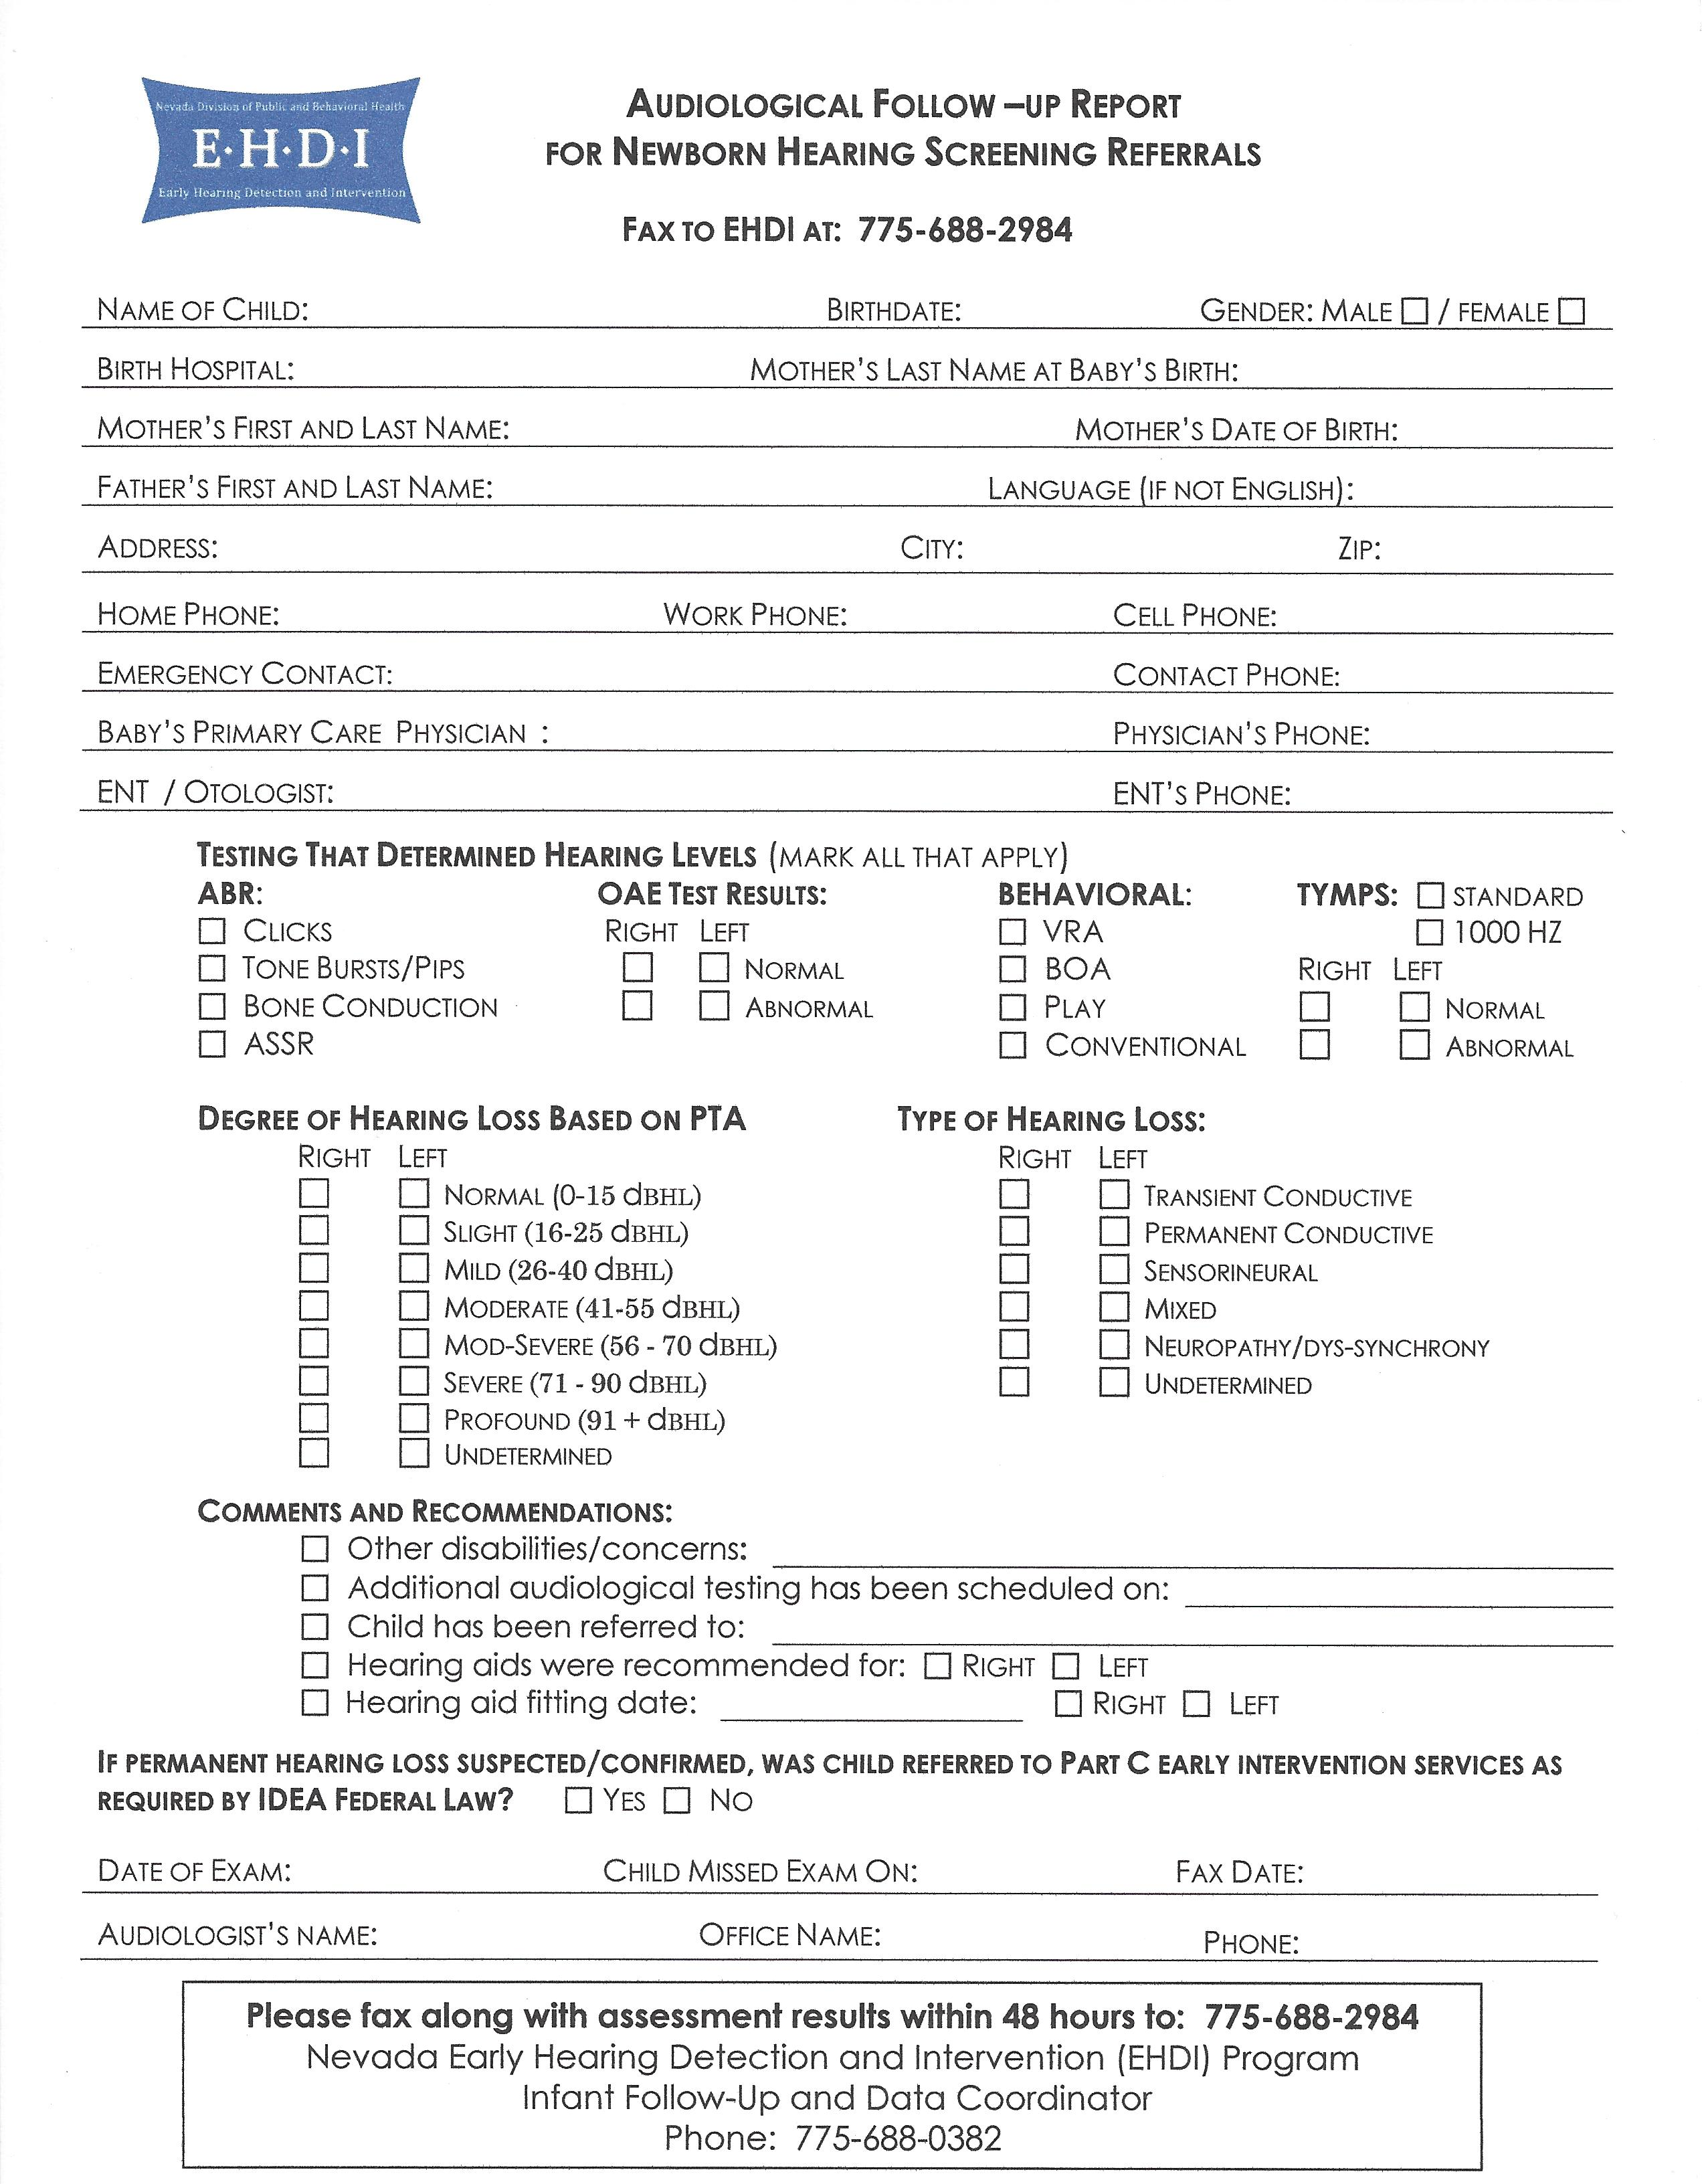 Nevada Division of Public and Behavioral Health
E·H·D·I
Early Hearing Detection and Intervention
AUDIOLOGICAL FOLLOW –UP REPORT
FOR NEWBORN HEARING SCREENING REFERRALS
FAX TO EHDI AT: 775-688-2984
NAME OF CHILD: BIRTHDATE: GENDER: MALE ☐ / FEMALE ☐
BIRTH HOSPITAL: MOTHER'S LAST NAME AT BABY'S BIRTH:
MOTHER'S FIRST AND LAST NAME: MOTHER'S DATE OF BIRTH:
FATHER'S FIRST AND LAST NAME: LANGUAGE (IF NOT ENGLISH):
ADDRESS: CITY: ZIP:
HOME PHONE: WORK PHONE: CELL PHONE:
EMERGENCY CONTACT: CONTACT PHONE:
BABY'S PRIMARY CARE PHYSICIAN : PHYSICIAN'S PHONE:
ENT / OTOLOGIST: ENT'S PHONE:
TESTING THAT DETERMINED HEARING LEVELS (MARK ALL THAT APPLY)
ABR: OAE TEST RESULTS: BEHAVIORAL: TYMPS: ☐ STANDARD
☐ CLICKS RIGHT LEFT ☐ VRA ☐ 1000 HZ
☐ TONE BURSTS/PIPS ☐ ☐ NORMAL ☐ BOA RIGHT LEFT
☐ BONE CONDUCTION ☐ ☐ ABNORMAL ☐ PLAY ☐ ☐ NORMAL
☐ ASSR ☐ CONVENTIONAL ☐ ☐ ABNORMAL
DEGREE OF HEARING LOSS BASED ON PTA TYPE OF HEARING LOSS:
RIGHT LEFT RIGHT LEFT
☐ ☐ NORMAL (0-15 dBHL) ☐ ☐ TRANSIENT CONDUCTIVE
☐ ☐ SLIGHT (16-25 dBHL) ☐ ☐ PERMANENT CONDUCTIVE
☐ ☐ MILD (26-40 dBHL) ☐ ☐ SENSORINEURAL
☐ ☐ MODERATE (41-55 dBHL) ☐ ☐ MIXED
☐ ☐ MOD-SEVERE (56 - 70 dBHL) ☐ ☐ NEUROPATHY/DYS-SYNCHRONY
☐ ☐ SEVERE (71 - 90 dBHL) ☐ ☐ UNDETERMINED
☐ ☐ PROFOUND (91 + dBHL)
☐ ☐ UNDETERMINED
COMMENTS AND RECOMMENDATIONS:
☐ Other disabilities/concerns:
☐ Additional audiological testing has been scheduled on:
☐ Child has been referred to:
☐ Hearing aids were recommended for: ☐ RIGHT ☐ LEFT
☐ Hearing aid fitting date: ☐ RIGHT ☐ LEFT
IF PERMANENT HEARING LOSS SUSPECTED/CONFIRMED, WAS CHILD REFERRED TO PART C EARLY INTERVENTION SERVICES AS
REQUIRED BY IDEA FEDERAL LAW? ☐ YES ☐ NO
DATE OF EXAM: CHILD MISSED EXAM ON: FAX DATE:
AUDIOLOGIST'S NAME: OFFICE NAME: PHONE:
Please fax along with assessment results within 48 hours to: 775-688-2984
Nevada Early Hearing Detection and Intervention (EHDI) Program
Infant Follow-Up and Data Coordinator
Phone: 775-688-0382